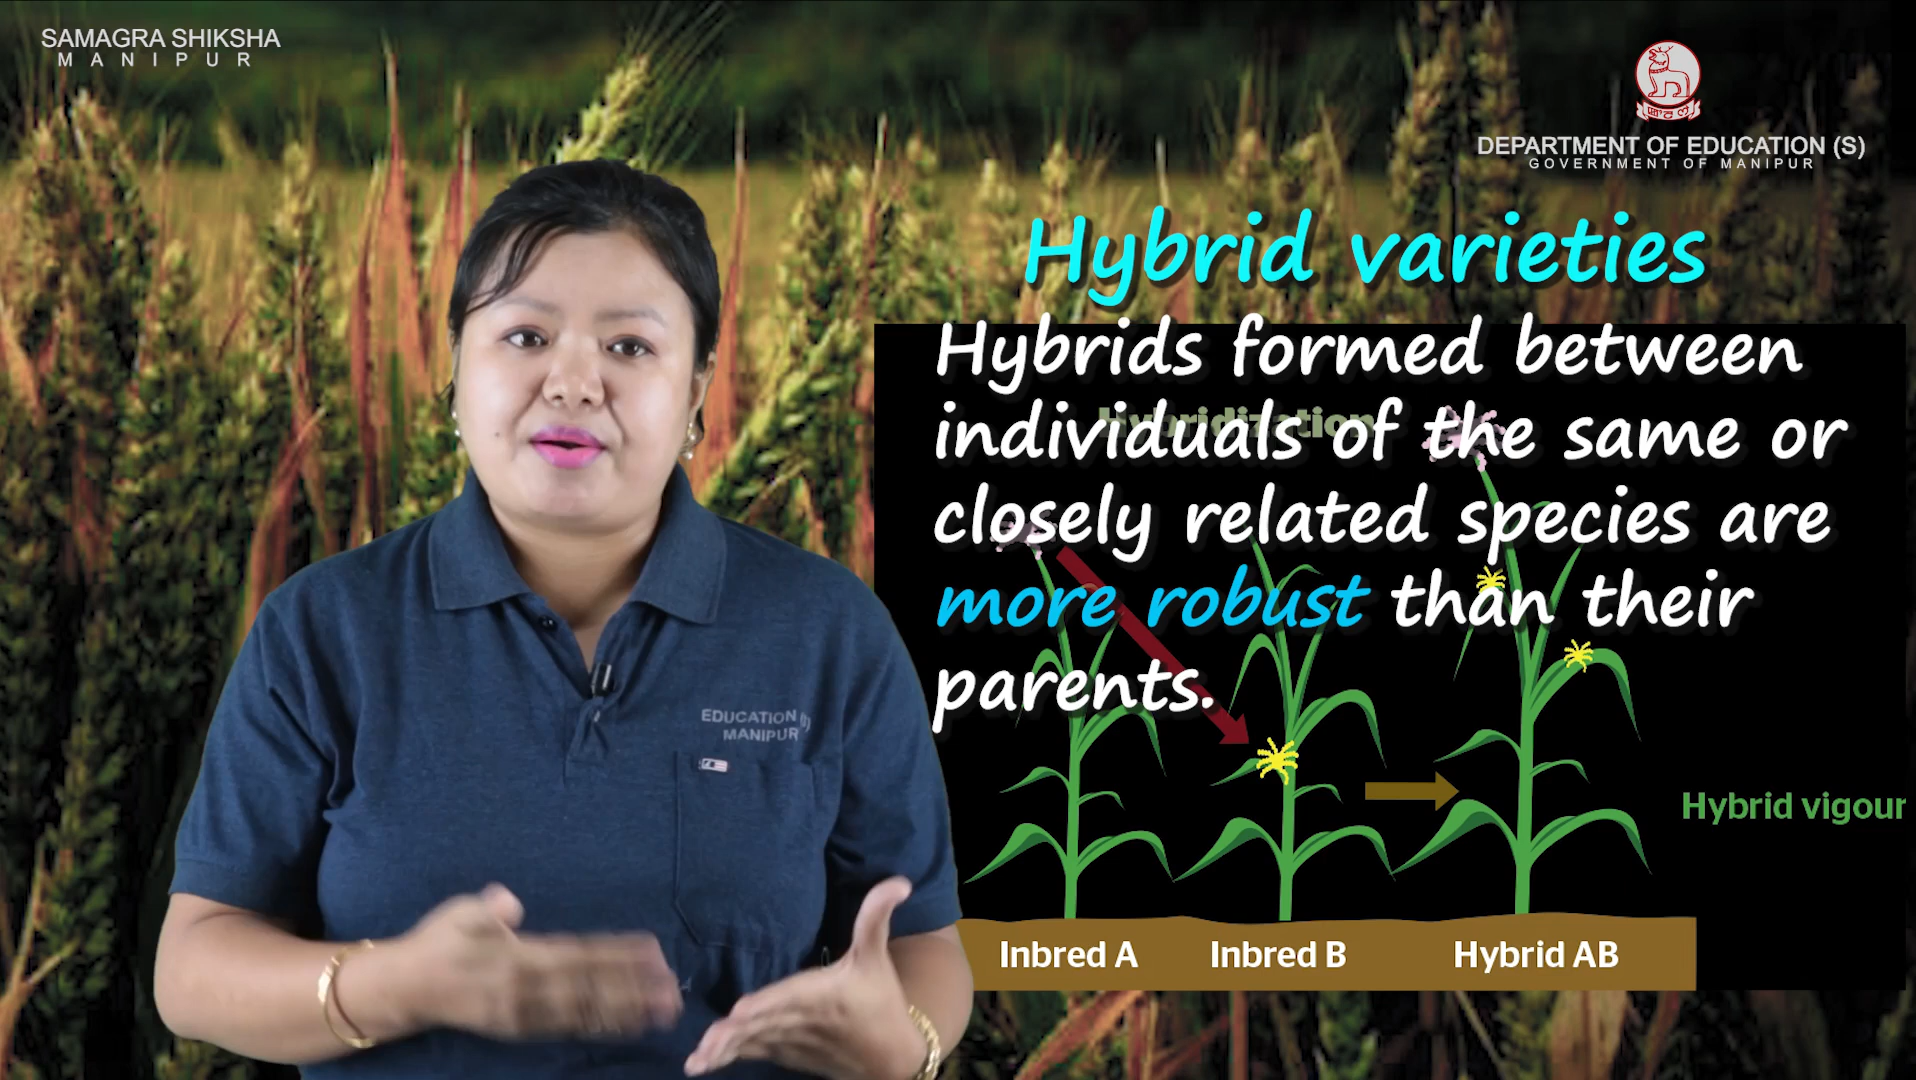 SAMAGRA SHIKSHA
MANIPUR
DEPARTMENT OF EDUCATION (S)
GOVERNMENT OF MANIPUR
Hybrid varieties
Hybrids formed between
individuals of the same or
closely related species are
more robust than their
parents.
Hybridization
Hybrid vigour
Inbred A
Inbred B
Hybrid AB
EDUCATION
MANIPUR